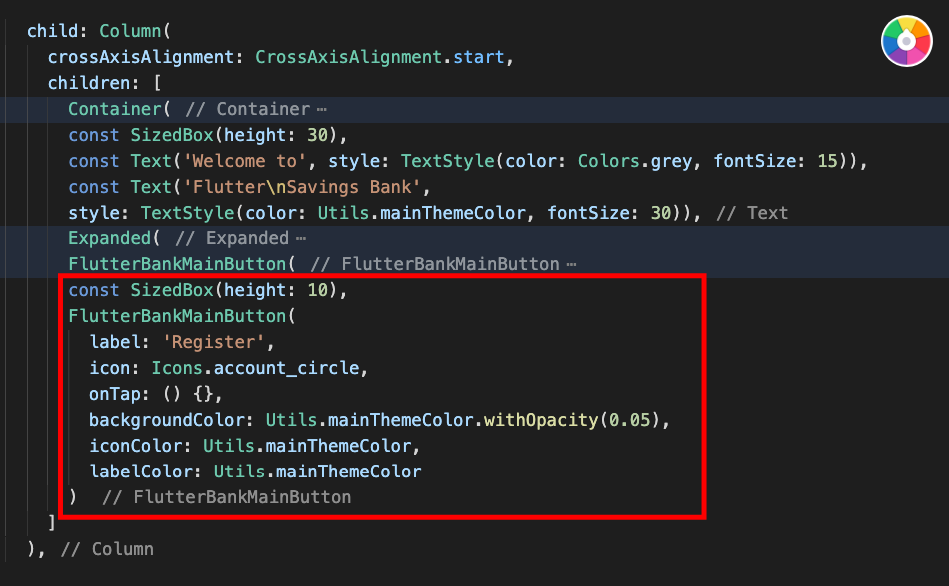 child: Column(
crossAxisAlignment: CrossAxisAlignment.start,
children: [
Container( // Container ⋯
const SizedBox(height: 30),
const Text('Welcome to', style: TextStyle(color: Colors.grey, fontSize: 15)),
const Text('Flutter\nSavings Bank',
style: TextStyle(color: Utils.mainThemeColor, fontSize: 30)), // Text
Expanded( // Expanded ⋯
FlutterBankMainButton( // FlutterBankMainButton ⋯
const SizedBox(height: 10),
FlutterBankMainButton(
label: 'Register',
icon: Icons.account_circle,
onTap: () {},
backgroundColor: Utils.mainThemeColor.withOpacity(0.05),
iconColor: Utils.mainThemeColor,
labelColor: Utils.mainThemeColor
) // FlutterBankMainButton
]
), // Column